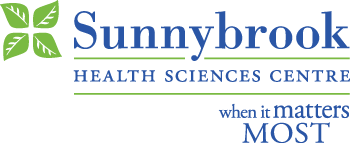 Sunnybrook
HEALTH SCIENCES CENTRE
when it matters
MOST